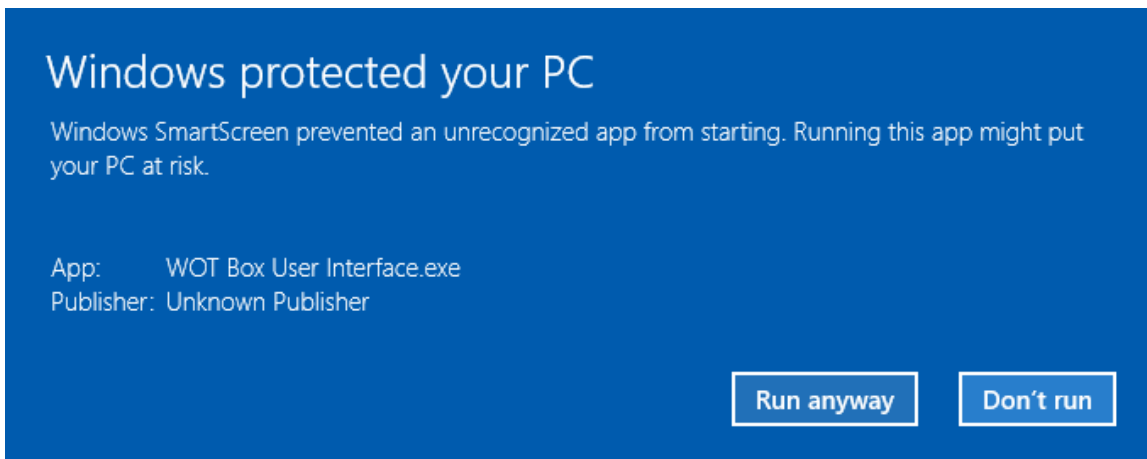 Windows protected your PC
Windows SmartScreen prevented an unrecognized app from starting. Running this app might put
your PC at risk.
App: WOT Box User Interface.exe
Publisher: Unknown Publisher
Run anyway Don't run